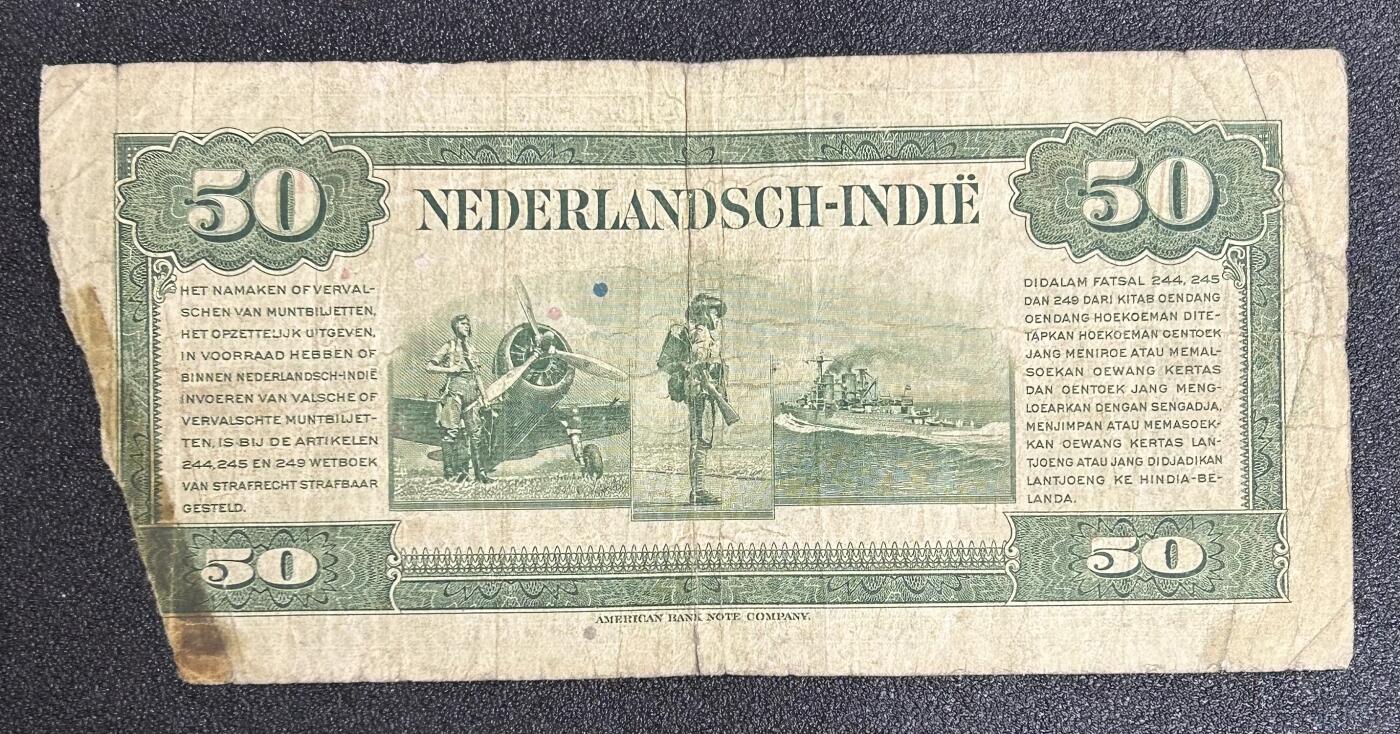 50
50
NEDERLANDSCH-INDIË
HET NAMAKEN OF VERVAL-
SCHEN VAN MUNTBILJETTEN,
HET OPZETTELIJK UITGEVEN,
IN VOORRAAD HEBBEN OF
BINNEN NEDERLANDSCH-INDIË
INVOEREN VAN VALSCHE OF
VERVALSCHTE MUNTBILJET-
TEN, IS BIJ DE ARTIKELEN
244, 245 EN 249 WETBOEK
VAN STRAFRECHT STRAFBAAR
GESTELD.
DIDALAM FATSAL 244, 245
DAN 249 DARI KITAB OENDANG
OENDANG HOEKOEMAN DITE-
TAPKAN HOEKOEMAN OENTOEK
JANG MENIROE ATAU MEMAL-
SOEKAN OEWANG KERTAS
DAN OENTOEK JANG MENG-
LOEARKAN DENGAN SENGADJA,
MENJIMPAN ATAU MEMASOEK-
KAN OEWANG KERTAS LAN-
TJOENG ATAU JANG DIDJADIKAN
LANTJOENG KE HINDIA-BE-
LANDA.
50
50
AMERICAN BANK NOTE COMPANY.